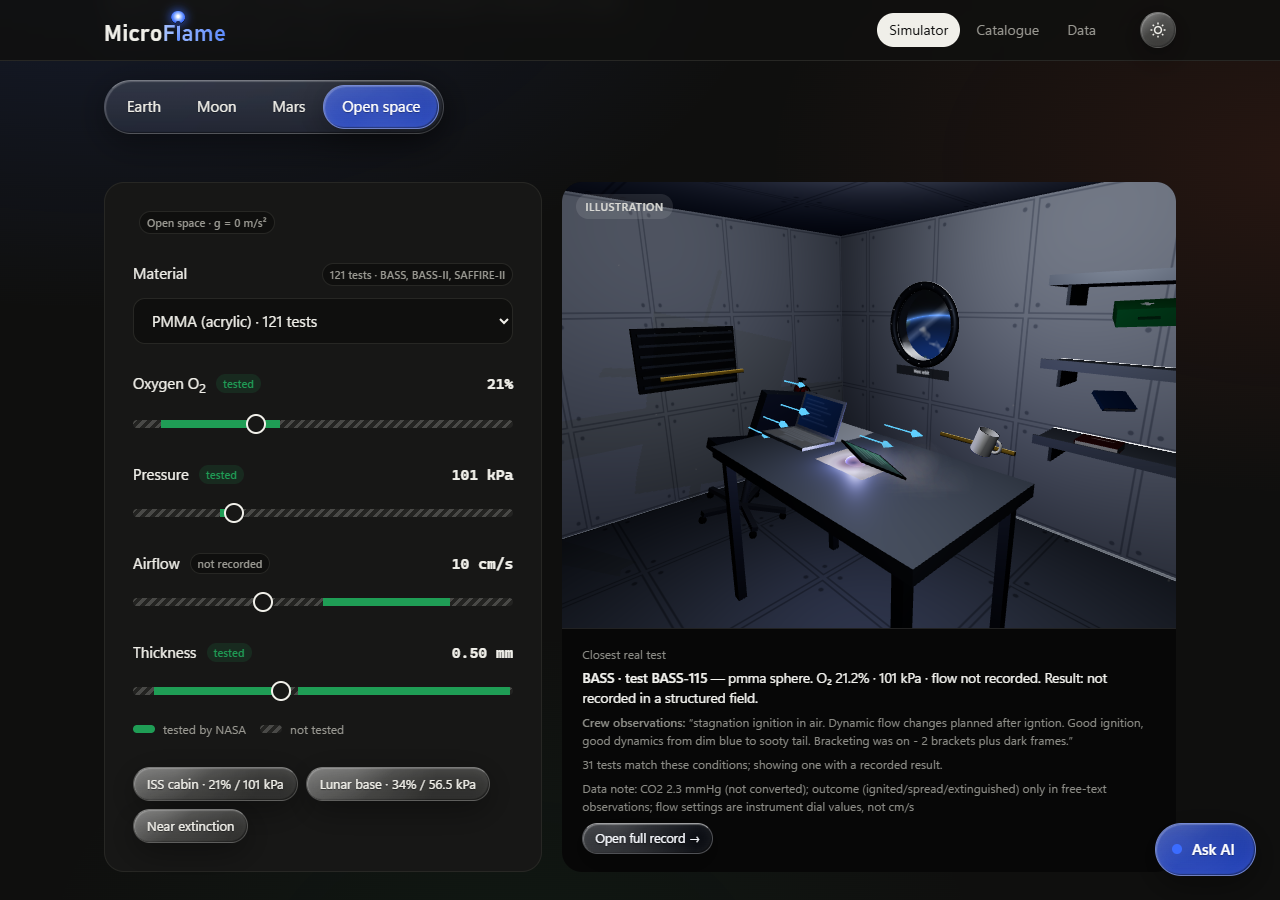 MicroFlame
Simulator
Catalogue
Data
Earth
Moon
Mars
Open space
Open space · g = 0 m/s²
Material
121 tests · BASS, BASS-II, SAFFIRE-II
PMMA (acrylic) · 121 tests
Oxygen O₂
tested
21%
Pressure
tested
101 kPa
Airflow
not recorded
10 cm/s
Thickness
tested
0.50 mm
tested by NASA
not tested
ISS cabin · 21% / 101 kPa
Lunar base · 34% / 56.5 kPa
Near extinction
ILLUSTRATION
Closest real test
BASS · test BASS-115 — pmma sphere. O₂ 21.2% · 101 kPa · flow not recorded. Result: not
recorded in a structured field.
Crew observations: “stagnation ignition in air. Dynamic flow changes planned after igntion. Good ignition,
good dynamics from dim blue to sooty tail. Bracketing was on - 2 brackets plus dark frames.”
31 tests match these conditions; showing one with a recorded result.
Data note: CO2 2.3 mmHg (not converted); outcome (ignited/spread/extinguished) only in free-text
observations; flow settings are instrument dial values, not cm/s
Open full record →
Ask AI